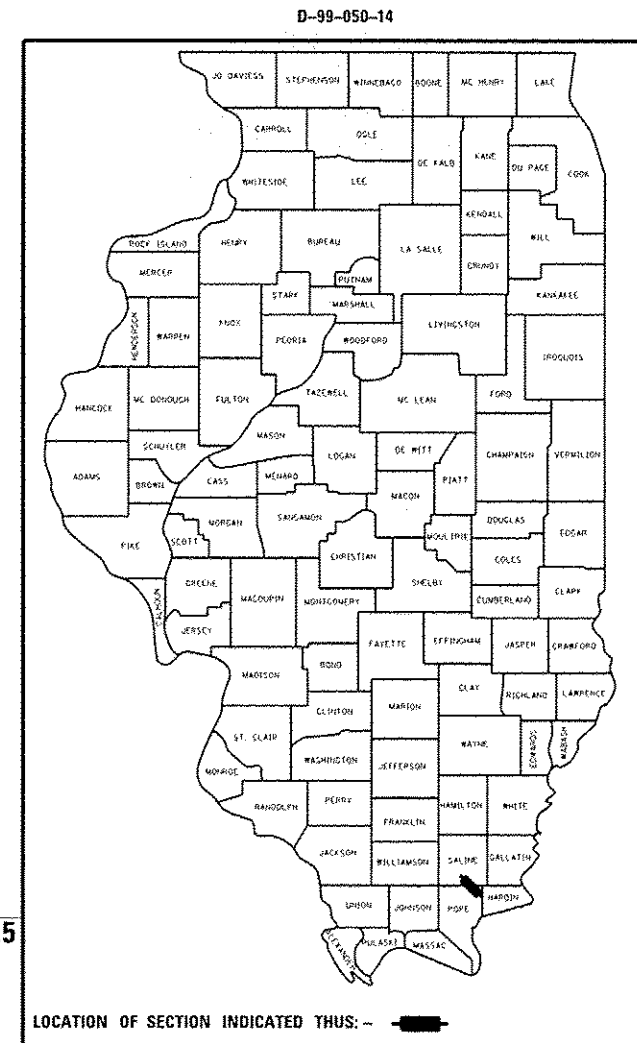 D-99-050-14
JO DAVIESS STEPHENSON WINNEBAGO BOONE MC HENRY LAKE
CARROLL OGLE DE KALB KANE DU PAGE COOK
WHITESIDE LEE KENDALL WILL
ROCK ISLAND HENRY BUREAU LA SALLE GRUNDY
MERCER PUTNAM KANKAKEE
STARK MARSHALL
HENDERSON WARREN KNOX PEORIA WOODFORD LIVINGSTON IROQUOIS
HANCOCK MC DONOUGH FULTON TAZEWELL MC LEAN FORD
SCHUYLER MASON LOGAN DE WITT CHAMPAIGN VERMILION
ADAMS BROWN CASS MENARD MACON PIATT
PIKE SCOTT MORGAN SANGAMON CHRISTIAN MOULTRIE DOUGLAS EDGAR
COLES
CALHOUN GREENE MACOUPIN MONTGOMERY SHELBY CUMBERLAND CLARK
JERSEY FAYETTE EFFINGHAM JASPER CRAWFORD
MADISON BOND
CLINTON MARION CLAY RICHLAND LAWRENCE
ST. CLAIR WAYNE EDWARDS WABASH
MONROE WASHINGTON JEFFERSON
RANDOLPH PERRY HAMILTON WHITE
FRANKLIN
JACKSON WILLIAMSON SALINE GALLATIN
UNION JOHNSON POPE HARDIN
ALEXANDER PULASKI MASSAC
5
LOCATION OF SECTION INDICATED THUS: -